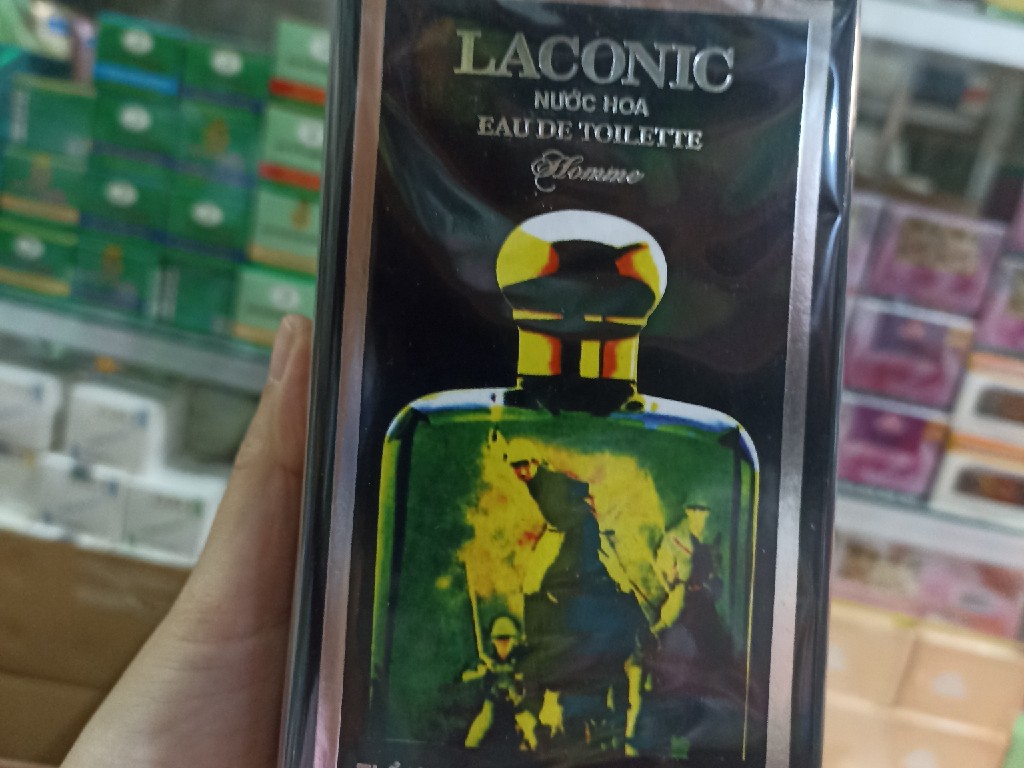 LACONIC
NƯỚC HOA
EAU DE TOILETTE
Homme